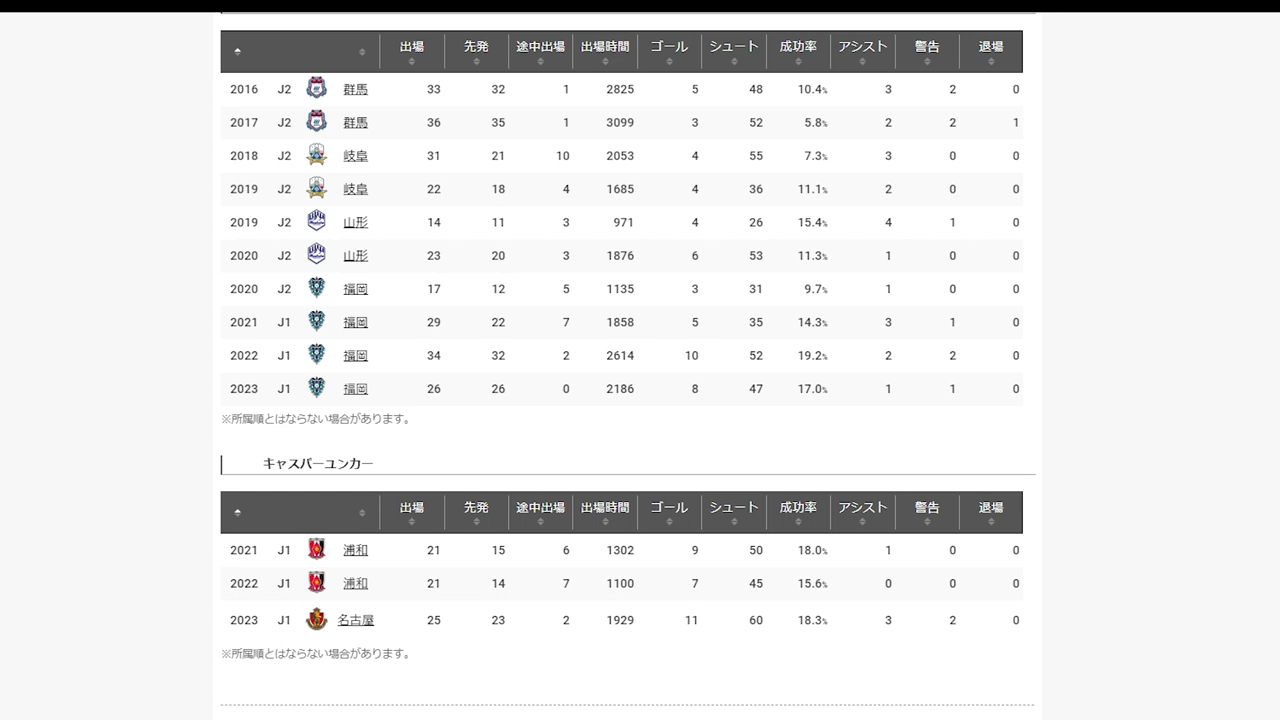 出場 先発 途中出場 出場時間 ゴール シュート 成功率 アシスト 警告 退場
2016 J2 群馬 33 32 1 2825 5 48 10.4% 3 2 0
2017 J2 群馬 36 35 1 3099 3 52 5.8% 2 2 1
2018 J2 岐阜 31 21 10 2053 4 55 7.3% 3 0 0
2019 J2 岐阜 22 18 4 1685 4 36 11.1% 2 0 0
2019 J2 山形 14 11 3 971 4 26 15.4% 4 1 0
2020 J2 山形 23 20 3 1876 6 53 11.3% 1 0 0
2020 J2 福岡 17 12 5 1135 3 31 9.7% 1 0 0
2021 J1 福岡 29 22 7 1858 5 35 14.3% 3 1 0
2022 J1 福岡 34 32 2 2614 10 52 19.2% 2 2 0
2023 J1 福岡 26 26 0 2186 8 47 17.0% 1 1 0
※所属順とはならない場合があります。
キャスパーユンカー
出場 先発 途中出場 出場時間 ゴール シュート 成功率 アシスト 警告 退場
2021 J1 浦和 21 15 6 1302 9 50 18.0% 1 0 0
2022 J1 浦和 21 14 7 1100 7 45 15.6% 0 0 0
2023 J1 名古屋 25 23 2 1929 11 60 18.3% 3 2 0
※所属順とはならない場合があります。